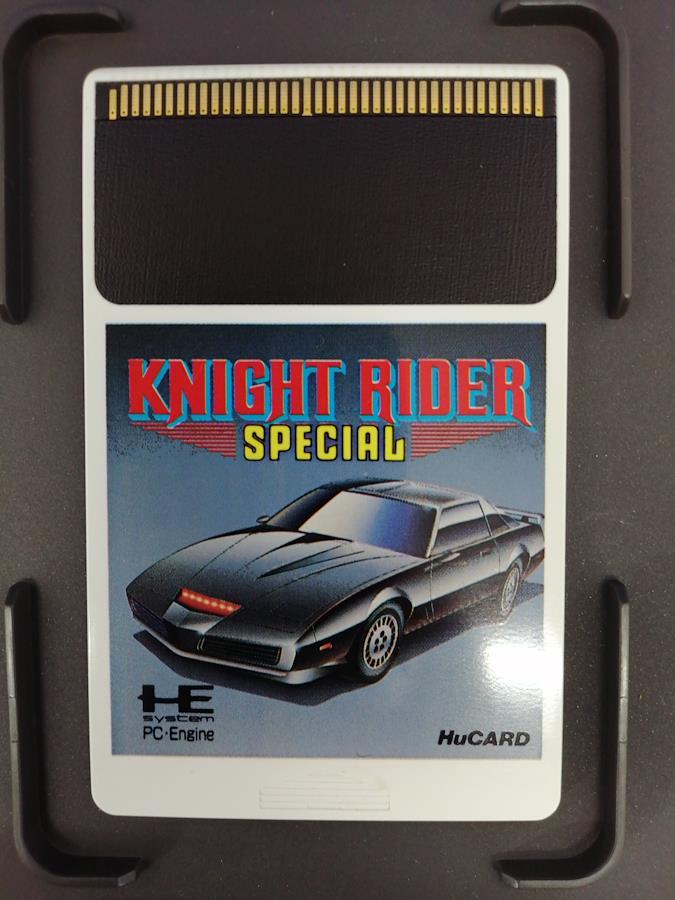 KNIGHT RIDER
SPECIAL
HE
system
PC·Engine
HuCARD